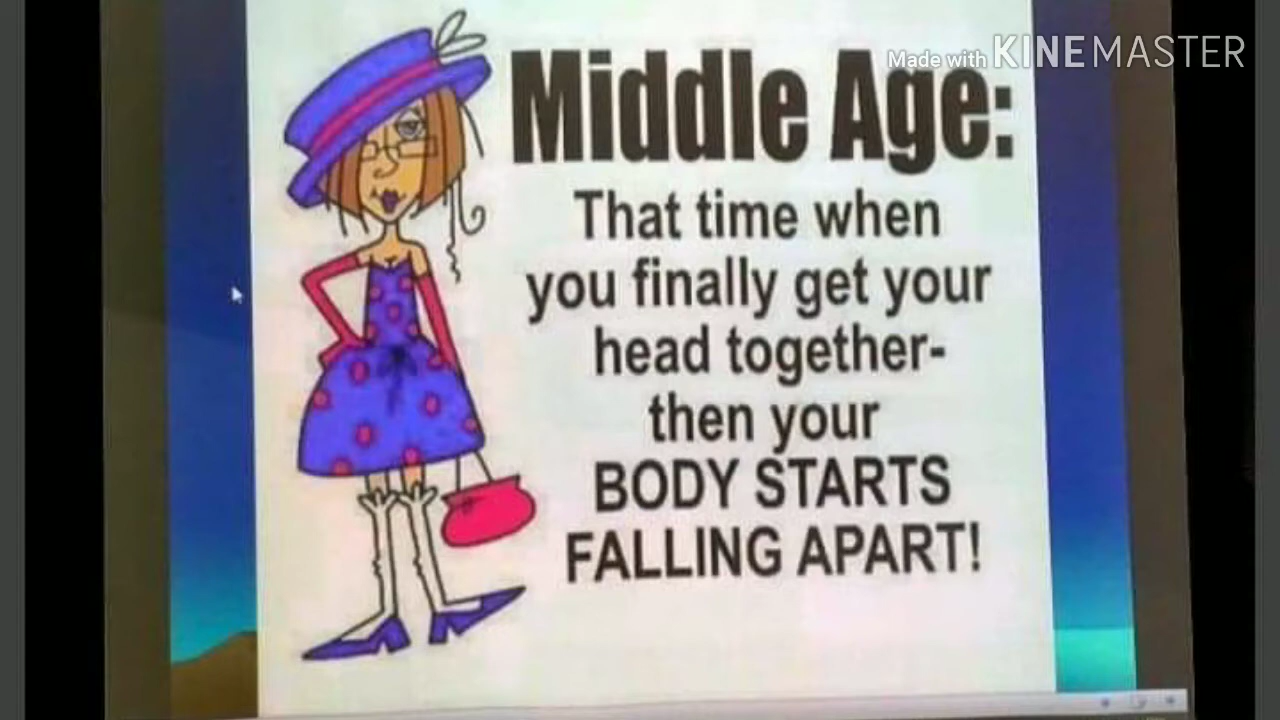 Made with KINEMASTER
Middle Age:
That time when
you finally get your
head together-
then your
BODY STARTS
FALLING APART!